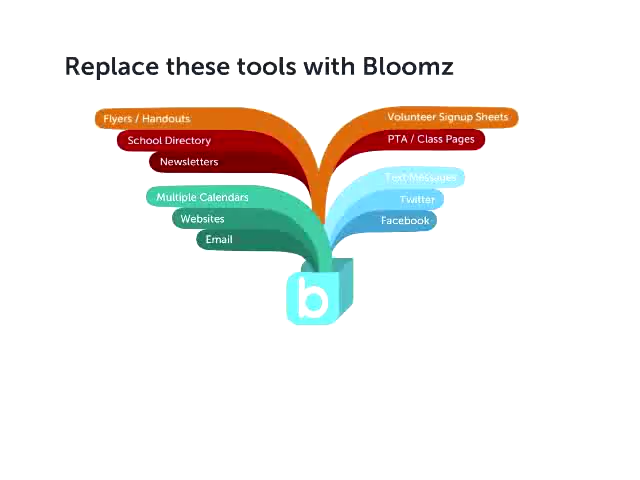 Replace these tools with Bloomz
Flyers / Handouts
School Directory
Newsletters
Multiple Calendars
Websites
Email
Volunteer Signup Sheets
PTA / Class Pages
Text Messages
Twitter
Facebook
b